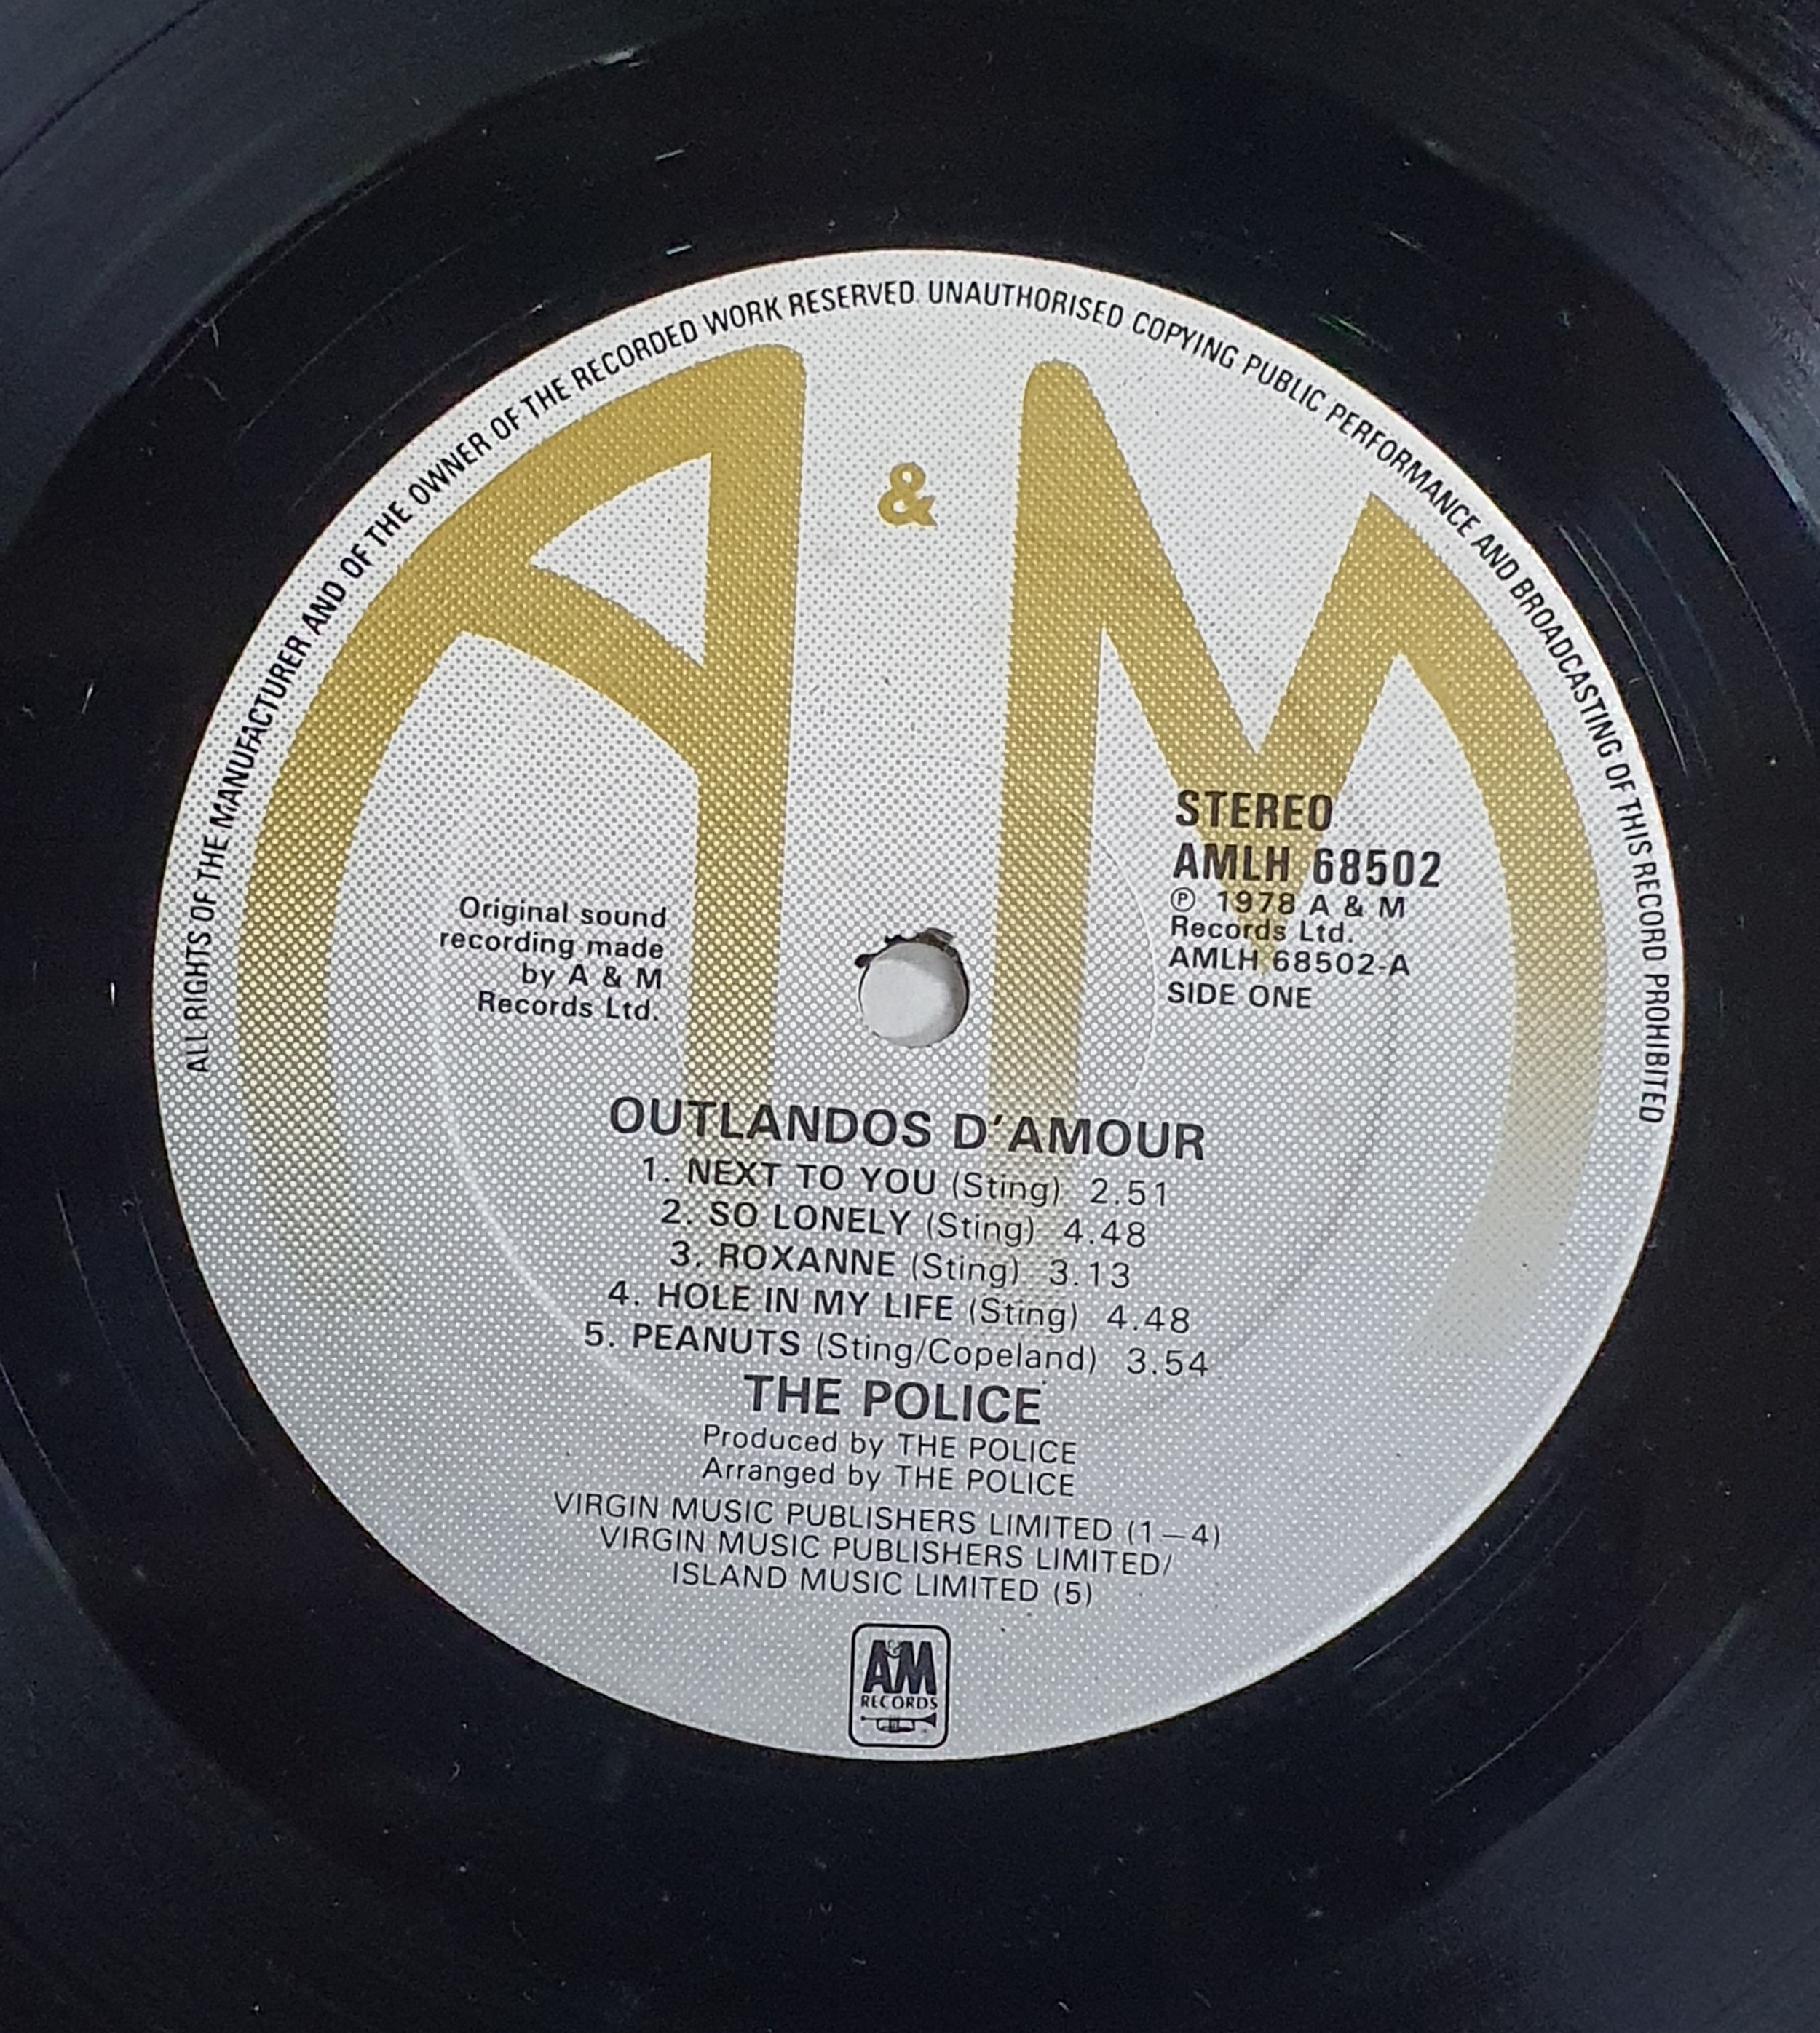 ALL RIGHTS OF THE MANUFACTURER AND OF THE OWNER OF THE RECORDED WORK RESERVED. UNAUTHORISED COPYING PUBLIC PERFORMANCE AND BROADCASTING OF THIS RECORD PROHIBITED
A & M
STEREO
AMLH 68502
Ⓟ 1978 A & M
Records Ltd.
AMLH 68502-A
SIDE ONE
Original sound
recording made
by A & M
Records Ltd.
OUTLANDOS D'AMOUR
1. NEXT TO YOU (Sting) 2.51
2. SO LONELY (Sting) 4.48
3. ROXANNE (Sting) 3.13
4. HOLE IN MY LIFE (Sting) 4.48
5. PEANUTS (Sting/Copeland) 3.54
THE POLICE
Produced by THE POLICE
Arranged by THE POLICE
VIRGIN MUSIC PUBLISHERS LIMITED (1—4)
VIRGIN MUSIC PUBLISHERS LIMITED/
ISLAND MUSIC LIMITED (5)
A&M
RECORDS